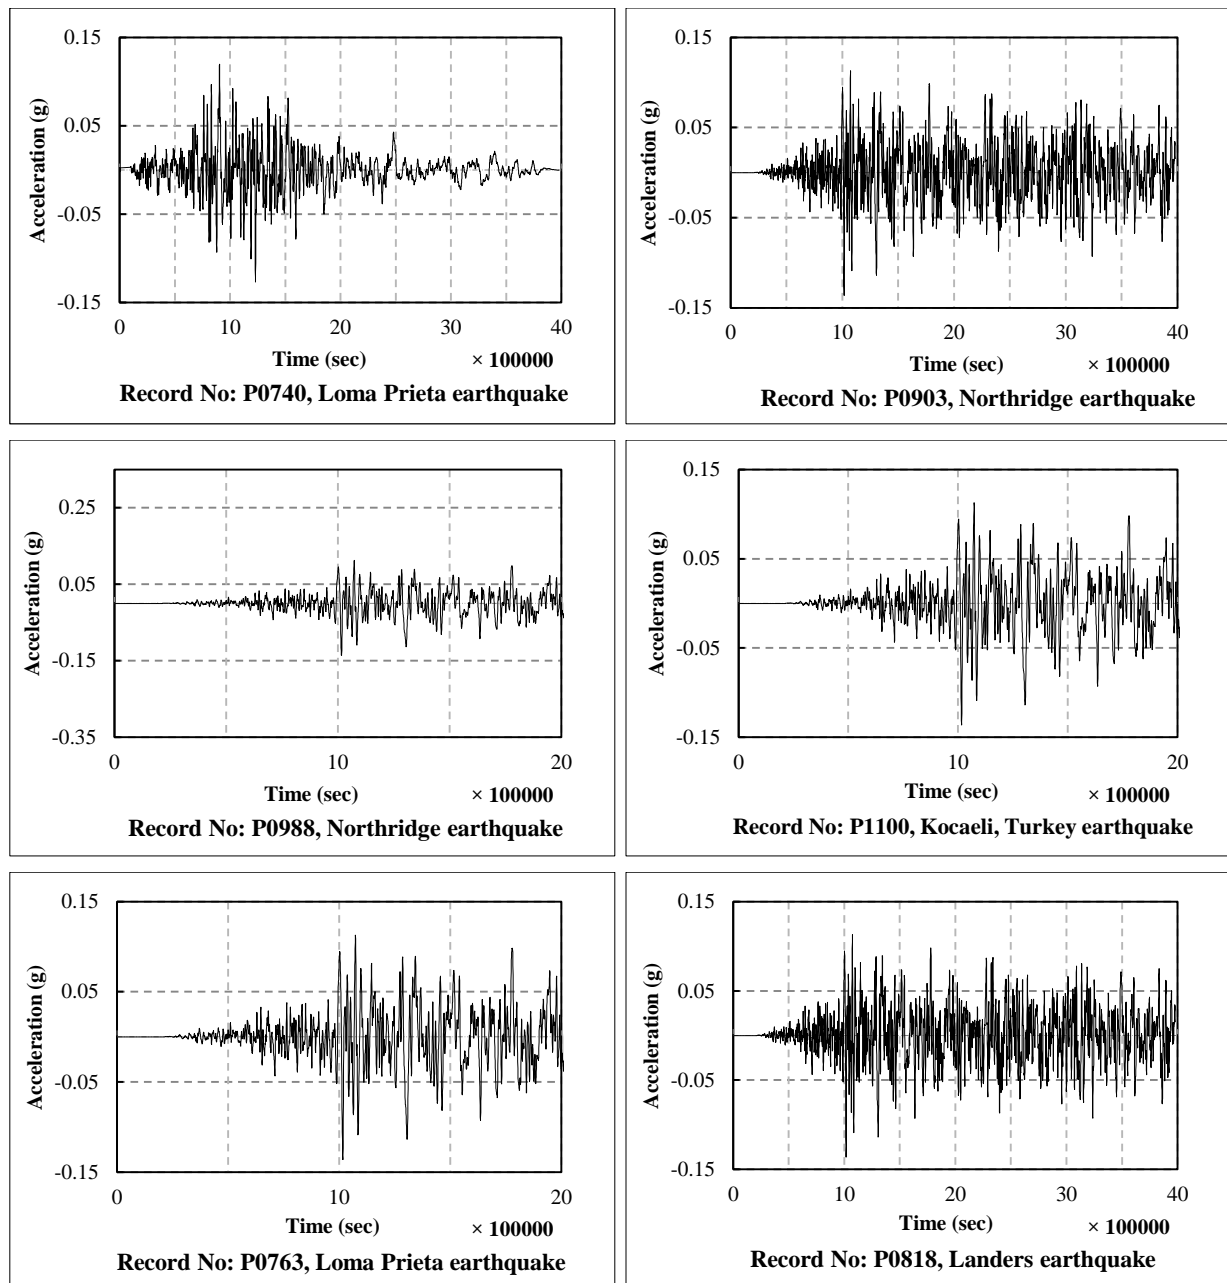 0.15
0.05
-0.05
-0.15
Acceleration (g)
0 10 20 30 40
Time (sec) × 100000
Record No: P0740, Loma Prieta earthquake
0.15
0.05
-0.05
-0.15
Acceleration (g)
0 10 20 30 40
Time (sec) × 100000
Record No: P0903, Northridge earthquake
0.25
0.05
-0.15
-0.35
Acceleration (g)
0 10 20
Time (sec) × 100000
Record No: P0988, Northridge earthquake
0.15
0.05
-0.05
-0.15
Acceleration (g)
0 10 20
Time (sec) × 100000
Record No: P1100, Kocaeli, Turkey earthquake
0.15
0.05
-0.05
-0.15
Acceleration (g)
0 10 20
Time (sec) × 100000
Record No: P0763, Loma Prieta earthquake
0.15
0.05
-0.05
-0.15
Acceleration (g)
0 10 20 30 40
Time (sec) × 100000
Record No: P0818, Landers earthquake